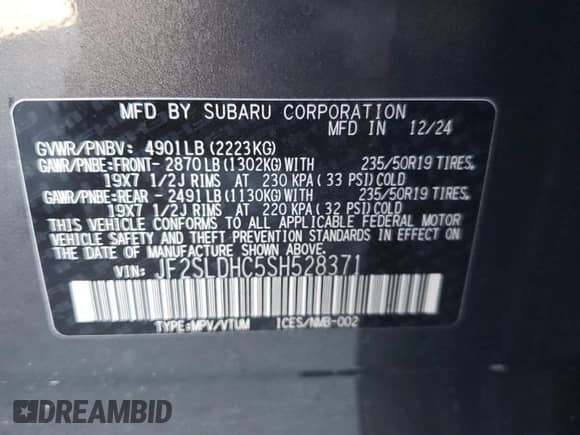 MFD BY SUBARU CORPORATION
MFD IN 12/24
GVWR/PNBV: 4901LB(2223KG)
GAWR/PNBE:FRONT- 2870LB(1302KG)WITH 235/50R19 TIRES,
19X7 1/2J RIMS AT 230 KPA( 33 PSI)COLD
GAWR/PNBE:REAR - 2491LB(1130KG)WITH 235/50R19 TIRES,
19X7 1/2J RIMS AT 220 KPA( 32 PSI)COLD
THIS VEHICLE CONFORMS TO ALL APPLICABLE FEDERAL MOTOR
VEHICLE SAFETY AND THEFT PREVENTION STANDARDS IN EFFECT ON
THE DATE OF MANUFACTURE SHOWN ABOVE.
VIN: JF2SLDHC5SH528371
TYPE:MPV/VTUM ICES/NMB-002
DREAMBID